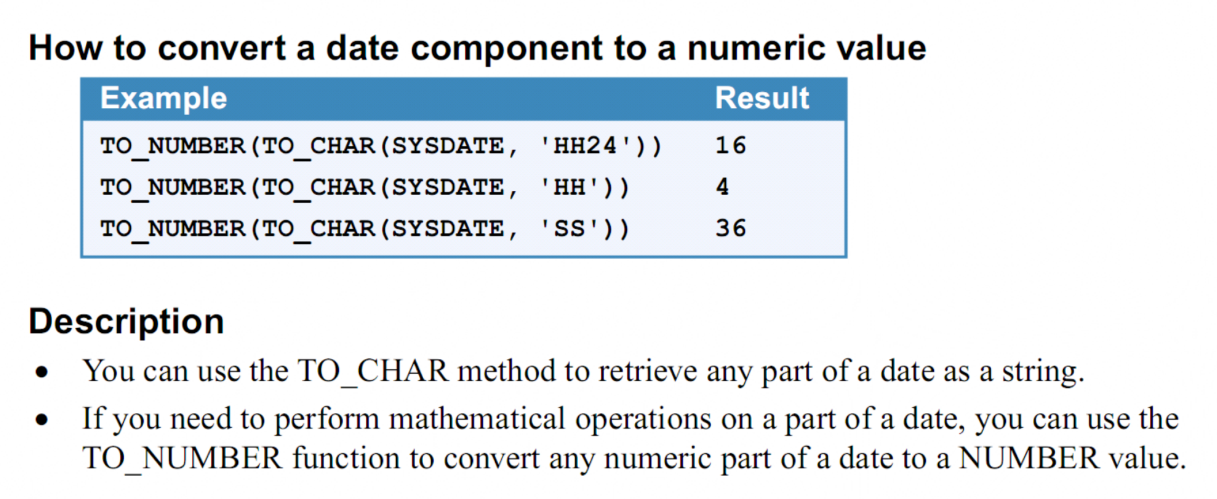 How to convert a date component to a numeric value
Example Result
TO_NUMBER(TO_CHAR(SYSDATE, 'HH24')) 16
TO_NUMBER(TO_CHAR(SYSDATE, 'HH')) 4
TO_NUMBER(TO_CHAR(SYSDATE, 'SS')) 36
Description
• You can use the TO_CHAR method to retrieve any part of a date as a string.
• If you need to perform mathematical operations on a part of a date, you can use the
TO_NUMBER function to convert any numeric part of a date to a NUMBER value.